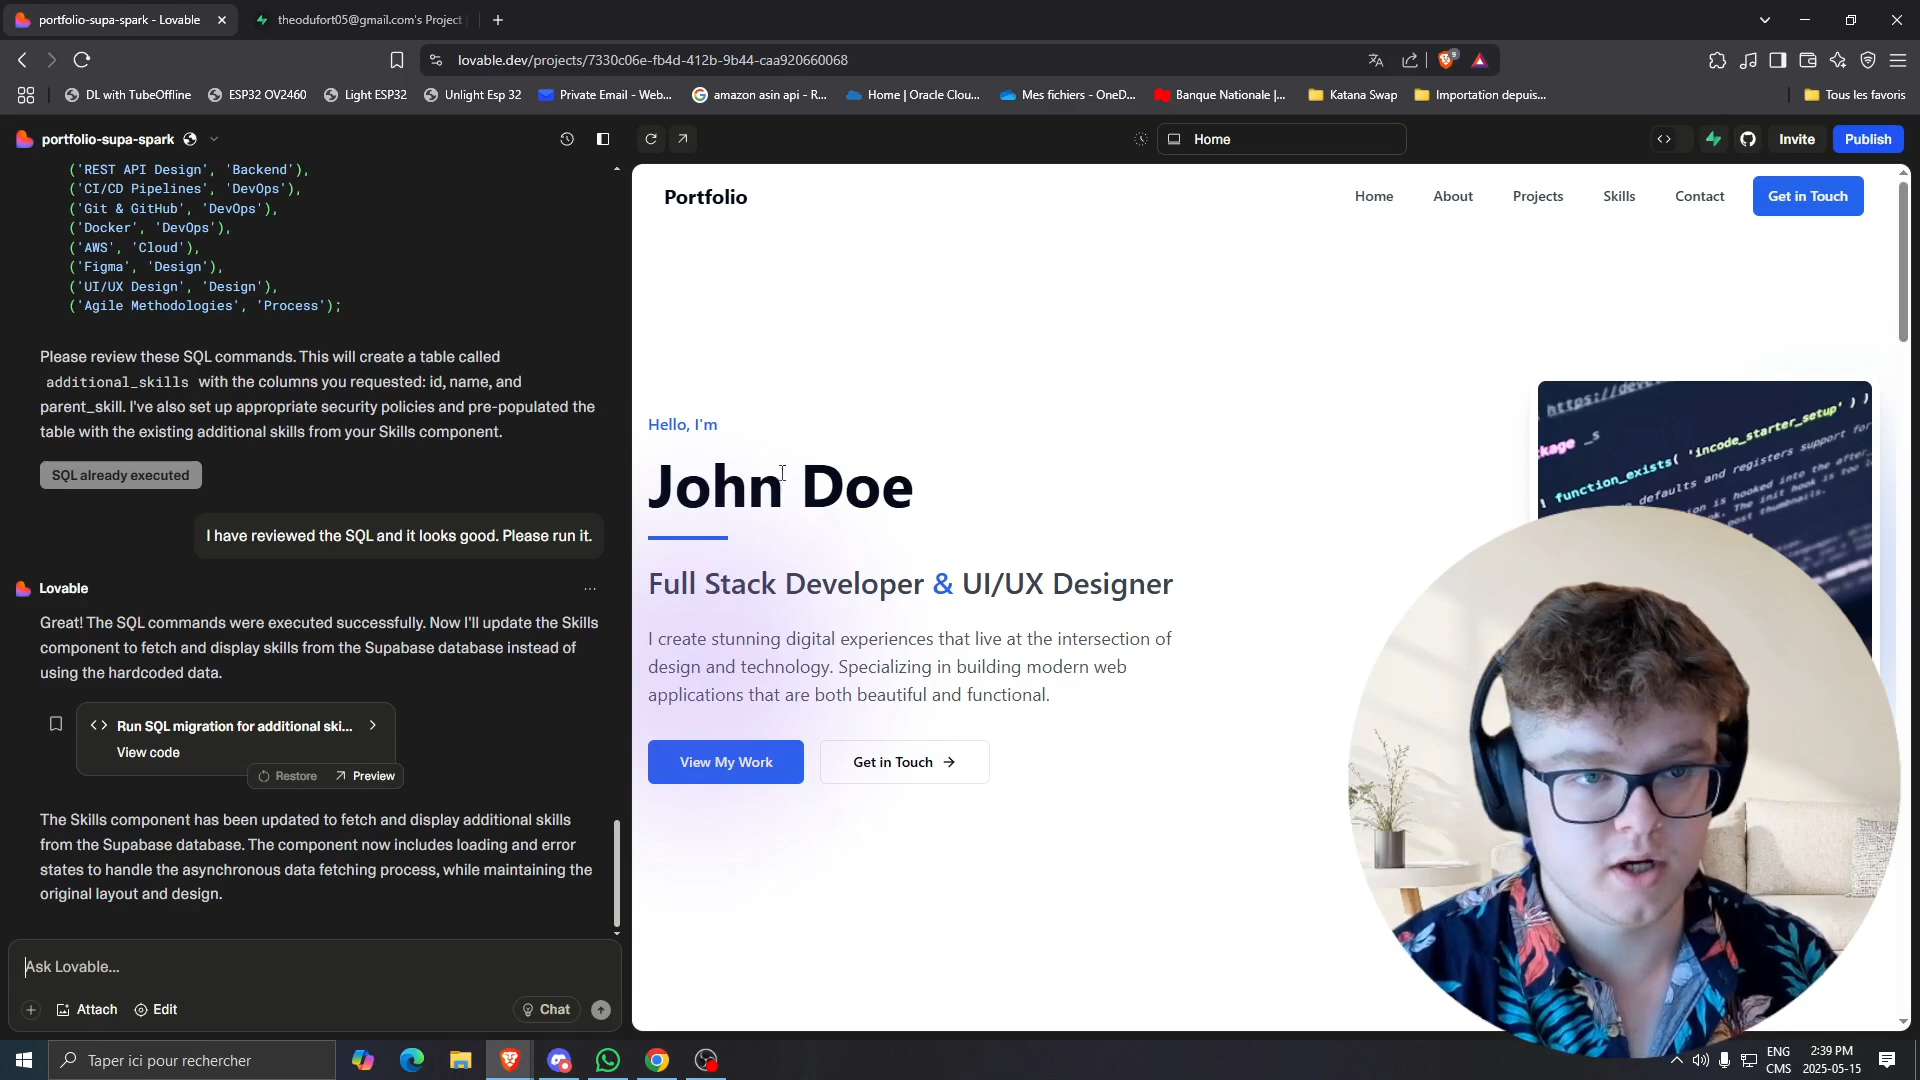 portfolio-supa-spark - Lovable
theodufort05@gmail.com's Project
lovable.dev/projects/7330c06e-fb4d-412b-9b44-caa920660068
9
DL with TubeOffline
ESP32 OV2460
Light ESP32
Unlight Esp 32
Private Email - Web...
amazon asin api - R...
Home | Oracle Clou...
Mes fichiers - OneD...
Banque Nationale |...
Katana Swap
Importation depuis...
Tous les favoris
portfolio-supa-spark
Home
Invite
Publish
('REST API Design', 'Backend'),
('CI/CD Pipelines', 'DevOps'),
('Git & GitHub', 'DevOps'),
('Docker', 'DevOps'),
('AWS', 'Cloud'),
('Figma', 'Design'),
('UI/UX Design', 'Design'),
('Agile Methodologies', 'Process');
Please review these SQL commands. This will create a table called
additional_skills with the columns you requested: id, name, and
parent_skill. I've also set up appropriate security policies and pre-populated the
table with the existing additional skills from your Skills component.
SQL already executed
I have reviewed the SQL and it looks good. Please run it.
Lovable
Great! The SQL commands were executed successfully. Now I'll update the Skills
component to fetch and display skills from the Supabase database instead of
using the hardcoded data.
Run SQL migration for additional ski...
View code
Restore
Preview
The Skills component has been updated to fetch and display additional skills
from the Supabase database. The component now includes loading and error
states to handle the asynchronous data fetching process, while maintaining the
original layout and design.
Ask Lovable...
Attach
Edit
Chat
Portfolio
Home
About
Projects
Skills
Contact
Get in Touch
Hello, I'm
John Doe
Full Stack Developer & UI/UX Designer
I create stunning digital experiences that live at the intersection of
design and technology. Specializing in building modern web
applications that are both beautiful and functional.
View My Work
Get in Touch
function_exists( 'incode_starter_setup' ) )
Taper ici pour rechercher
ENG
CMS
2:39 PM
2025-05-15